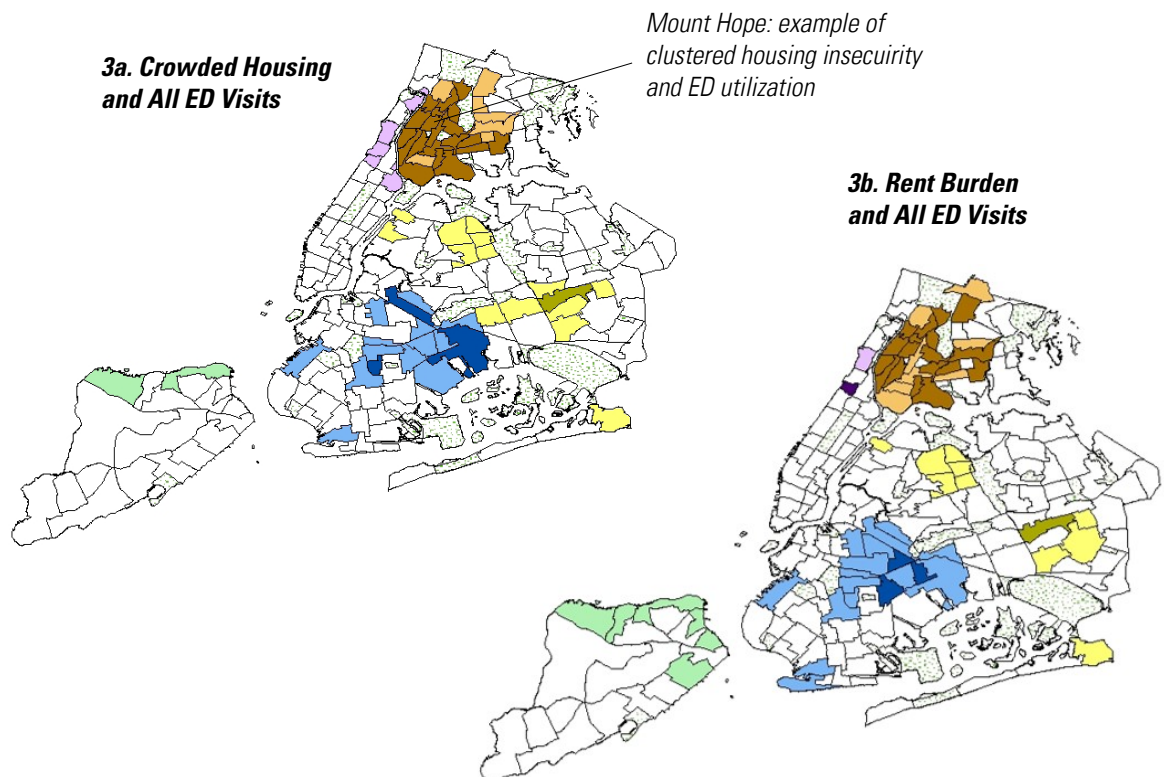 3a. Crowded Housing
and All ED Visits
Mount Hope: example of
clustered housing insecuirity
and ED utilization
3b. Rent Burden
and All ED Visits